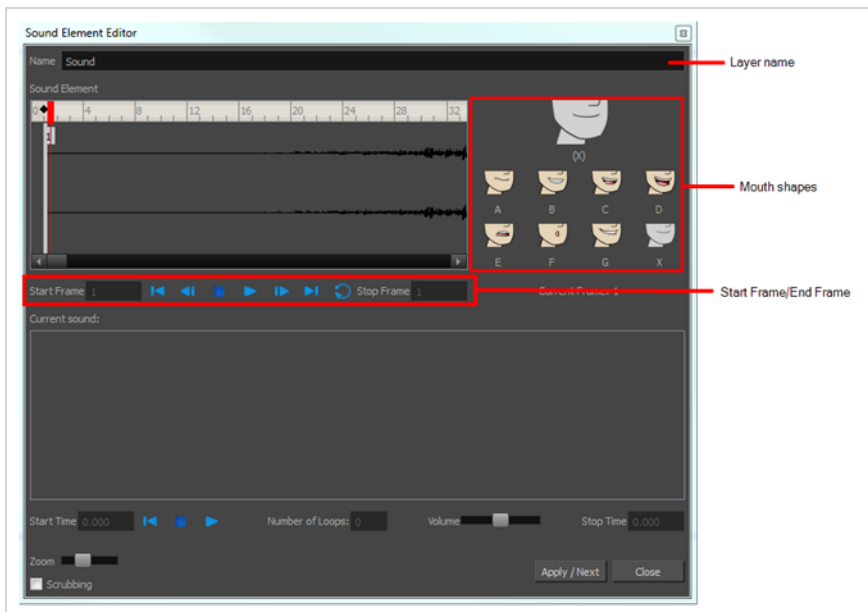 Sound Element Editor
Name Sound
Layer name
Sound Element
0 4 8 12 16 20 24 28 32
1
(X)
A B C D
Mouth shapes
E F G X
Start Frame 1 Stop Frame 1 Current Frame: 1
Start Frame/End Frame
Current sound:
Start Time 0.000 Number of Loops: 0 Volume Stop Time 0.000
Zoom
Apply / Next Close
Scrubbing